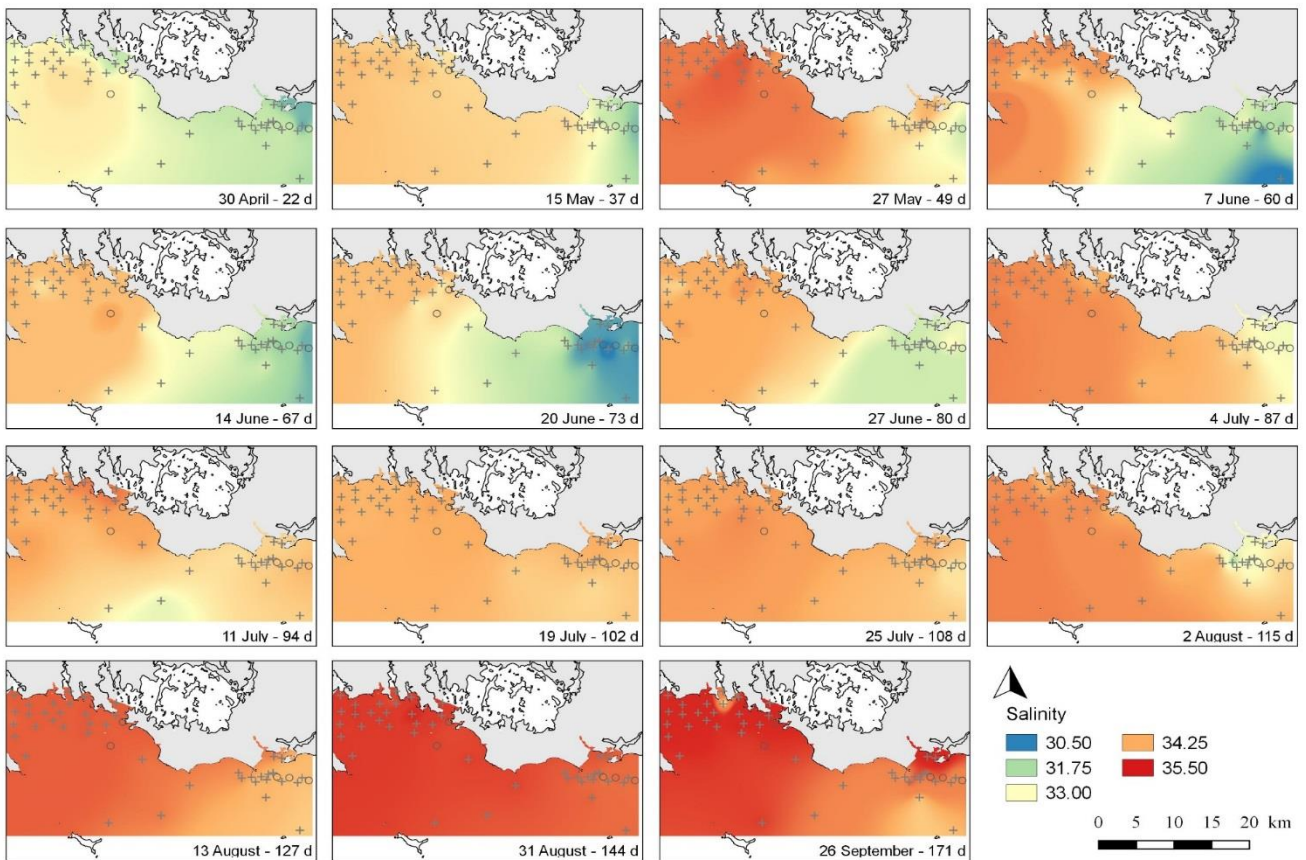 30 April - 22 d
15 May - 37 d
27 May - 49 d
7 June - 60 d
14 June - 67 d
20 June - 73 d
27 June - 80 d
4 July - 87 d
11 July - 94 d
19 July - 102 d
25 July - 108 d
2 August - 115 d
13 August - 127 d
31 August - 144 d
26 September - 171 d
Salinity
30.50
34.25
31.75
35.50
33.00
0 5 10 15 20 km